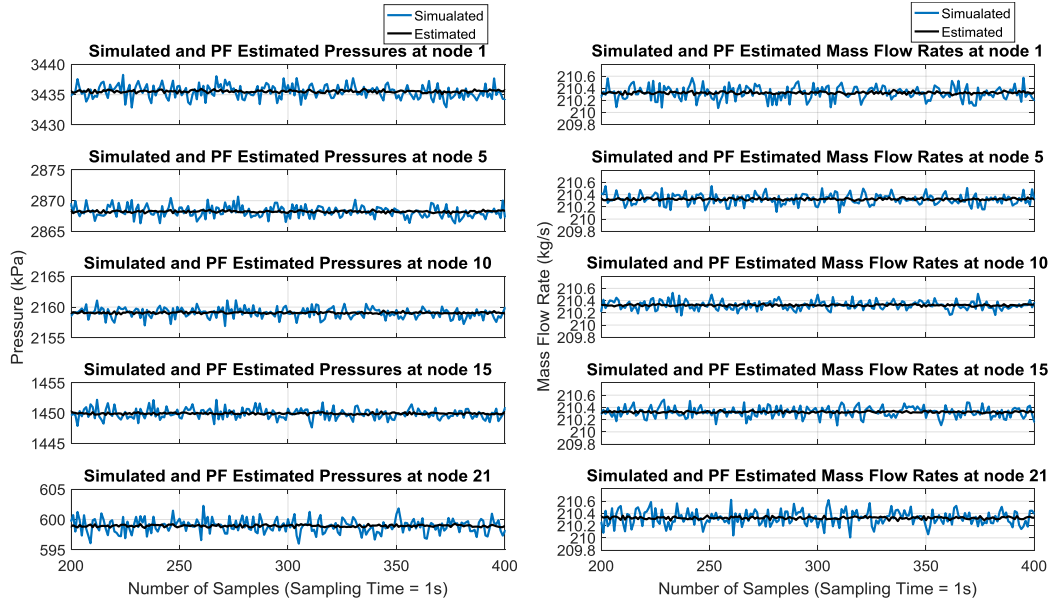 Simualated
Estimated
Simulated and PF Estimated Pressures at node 1
3440
3435
3430
Simulated and PF Estimated Pressures at node 5
2875
2870
2865
Simulated and PF Estimated Pressures at node 10
2165
2160
2155
Simulated and PF Estimated Pressures at node 15
1455
1450
1445
Simulated and PF Estimated Pressures at node 21
605
600
595
200 250 300 350 400
Pressure (kPa)
Number of Samples (Sampling Time = 1s)
Simualated
Estimated
Simulated and PF Estimated Mass Flow Rates at node 1
210.6
210.4
210.2
210
209.8
Simulated and PF Estimated Mass Flow Rates at node 5
210.6
210.4
210.2
210
209.8
Simulated and PF Estimated Mass Flow Rates at node 10
210.6
210.4
210.2
210
209.8
Simulated and PF Estimated Mass Flow Rates at node 15
210.6
210.4
210.2
210
209.8
Simulated and PF Estimated Mass Flow Rates at node 21
210.6
210.4
210.2
210
209.8
200 250 300 350 400
Mass Flow Rate (kg/s)
Number of Samples (Sampling Time = 1s)